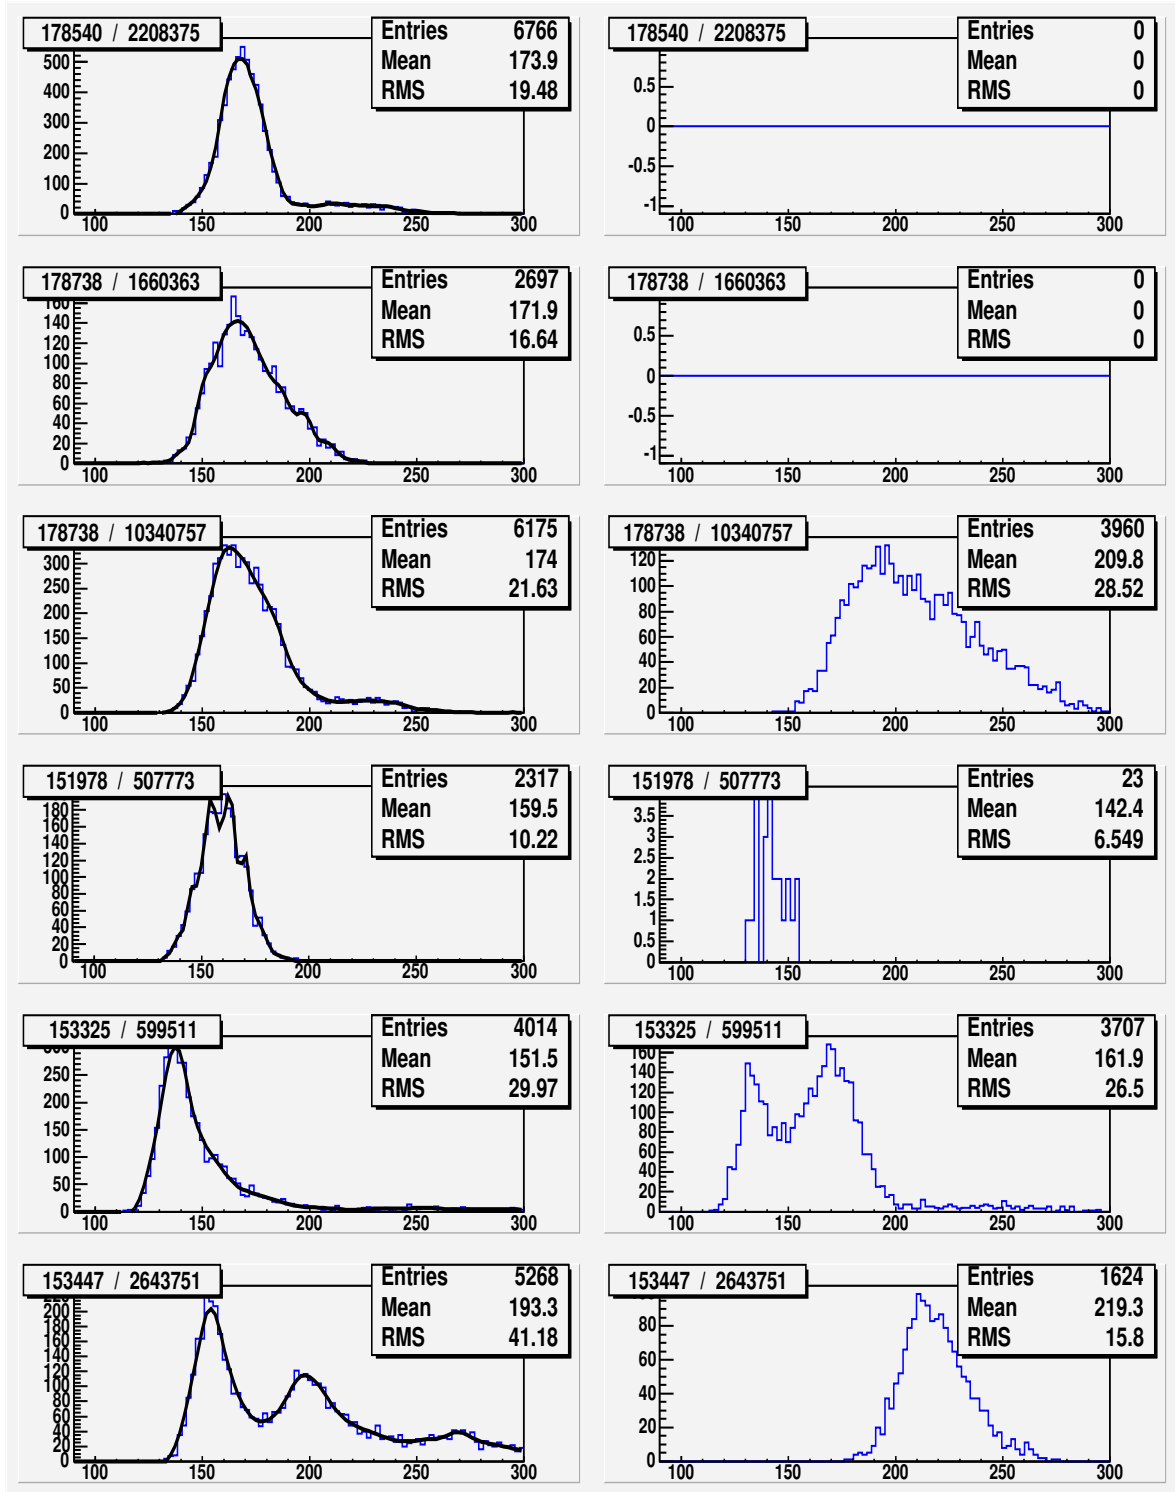 178540 / 2208375
Entries 6766
Mean 173.9
RMS 19.48
500
400
300
200
100
0
100 150 200 250 300
178540 / 2208375
Entries 0
Mean 0
RMS 0
0.5
0
-0.5
-1
100 150 200 250 300
178738 / 1660363
Entries 2697
Mean 171.9
RMS 16.64
160
140
120
100
80
60
40
20
0
100 150 200 250 300
178738 / 1660363
Entries 0
Mean 0
RMS 0
0.5
0
-0.5
-1
100 150 200 250 300
178738 / 10340757
Entries 6175
Mean 174
RMS 21.63
300
250
200
150
100
50
0
100 150 200 250 300
178738 / 10340757
Entries 3960
Mean 209.8
RMS 28.52
120
100
80
60
40
20
0
100 150 200 250 300
151978 / 507773
Entries 2317
Mean 159.5
RMS 10.22
180
160
140
120
100
80
60
40
20
0
100 150 200 250 300
151978 / 507773
Entries 23
Mean 142.4
RMS 6.549
3.5
3
2.5
2
1.5
1
0.5
0
100 150 200 250 300
153325 / 599511
Entries 4014
Mean 151.5
RMS 29.97
300
250
200
150
100
50
0
100 150 200 250 300
153325 / 599511
Entries 3707
Mean 161.9
RMS 26.5
160
140
120
100
80
60
40
20
0
100 150 200 250 300
153447 / 2643751
Entries 5268
Mean 193.3
RMS 41.18
220
200
180
160
140
120
100
80
60
40
20
0
100 150 200 250 300
153447 / 2643751
Entries 1624
Mean 219.3
RMS 15.8
100
80
60
40
20
0
100 150 200 250 300